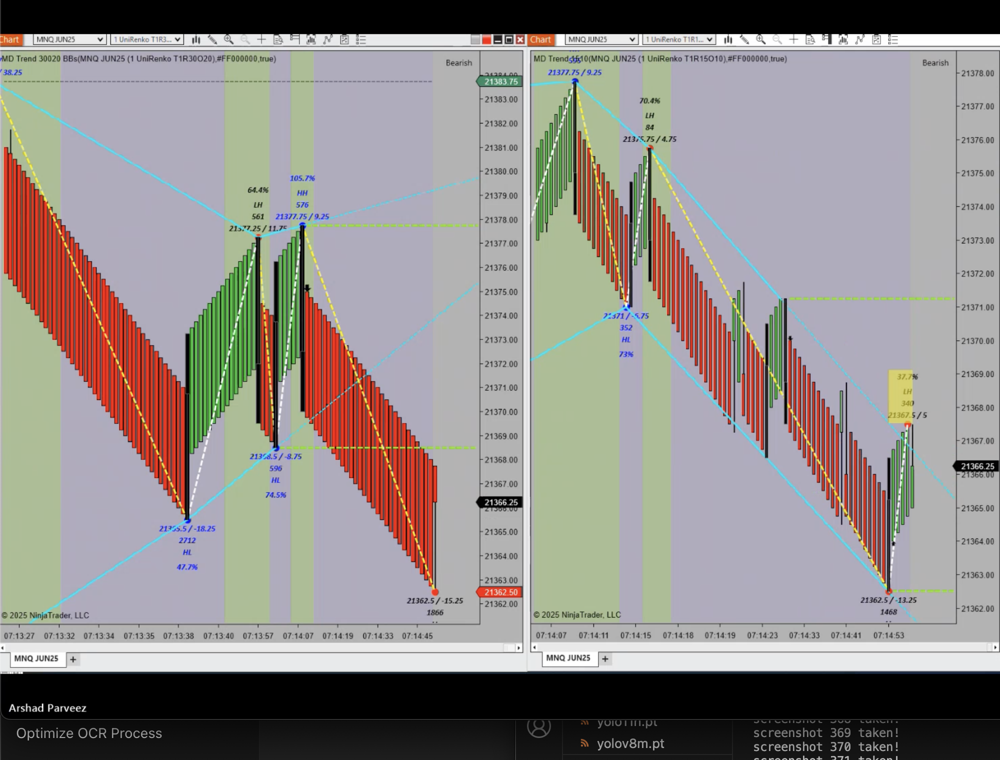 Chart
MNQ JUN25
1 UniRenko T1R3...
MD Trend 30020 BBs(MNQ JUN25 (1 UniRenko T1R30O20),#FF000000,true)
/ 38.25
Bearish
21383.75
21383.00
21382.00
21381.00
21380.00
21379.00
21378.00
21377.00
21376.00
21375.00
21374.00
21373.00
21372.00
21371.00
21370.00
21369.00
21368.00
21367.00
21366.25
21365.00
21364.00
21363.00
21362.50
21362.00
64.4%
LH
561
21377.25 / 11.75
105.7%
HH
576
21377.75 / 9.25
21368.5 / -8.75
596
HL
74.5%
21365.5 / -18.25
2712
HL
47.7%
21362.5 / -15.25
1866
© 2025 NinjaTrader, LLC
07:13:27
07:13:32
07:13:34
07:13:35
07:13:38
07:13:40
07:13:57
07:14:07
07:14:19
07:14:33
07:14:45
MNQ JUN25
+
Chart
MNQ JUN25
1 UniRenko T1R1...
MD Trend 1510(MNQ JUN25 (1 UniRenko T1R15O10),#FF000000,true)
Bearish
21377.75 / 9.25
70.4%
LH
84
21375.75 / 4.75
21371 / -6.75
352
HL
73%
37.7%
LH
340
21367.5 / 5
21362.5 / -13.25
1468
21378.00
21377.00
21376.00
21375.00
21374.00
21373.00
21372.00
21371.00
21370.00
21369.00
21368.00
21367.00
21366.25
21365.00
21364.00
21363.00
21362.00
© 2025 NinjaTrader, LLC
07:14:07
07:14:11
07:14:15
07:14:18
07:14:19
07:14:23
07:14:33
07:14:41
07:14:53
MNQ JUN25
+
Arshad Parveez
Optimize OCR Process
yolo11n.pt
yolov8m.pt
screenshot 368 taken!
screenshot 369 taken!
screenshot 370 taken!
screenshot 371 taken!